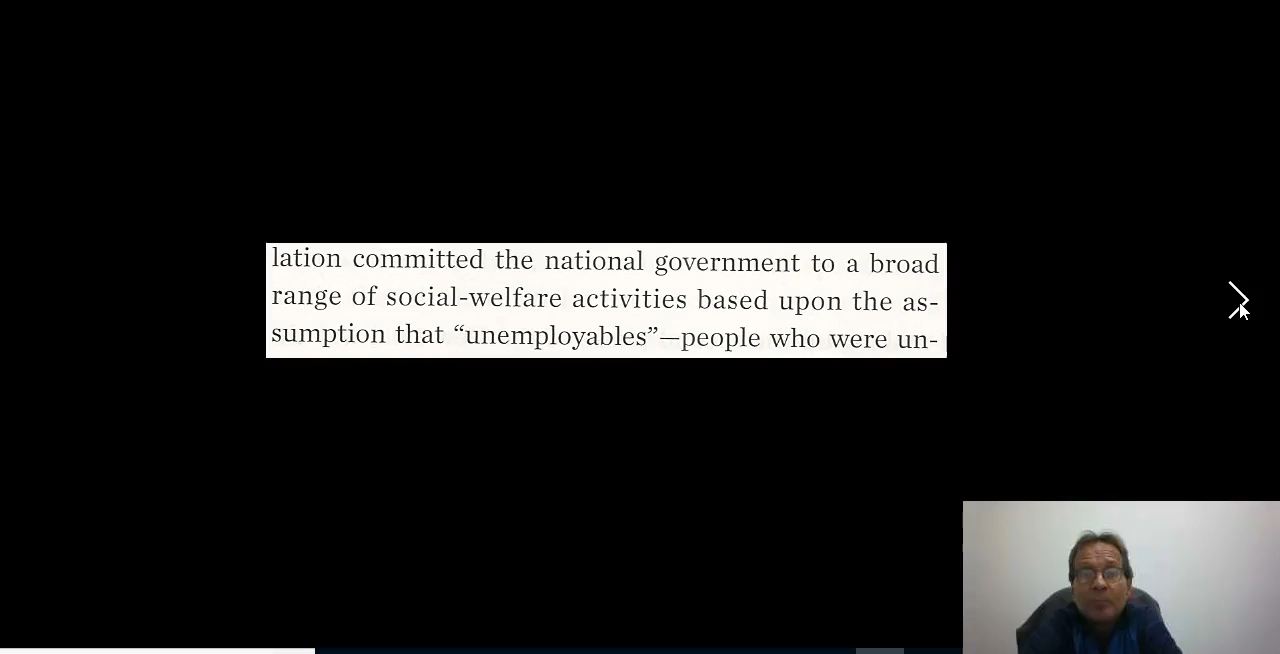 lation committed the national government to a broad
range of social-welfare activities based upon the as-
sumption that “unemployables”—people who were un-